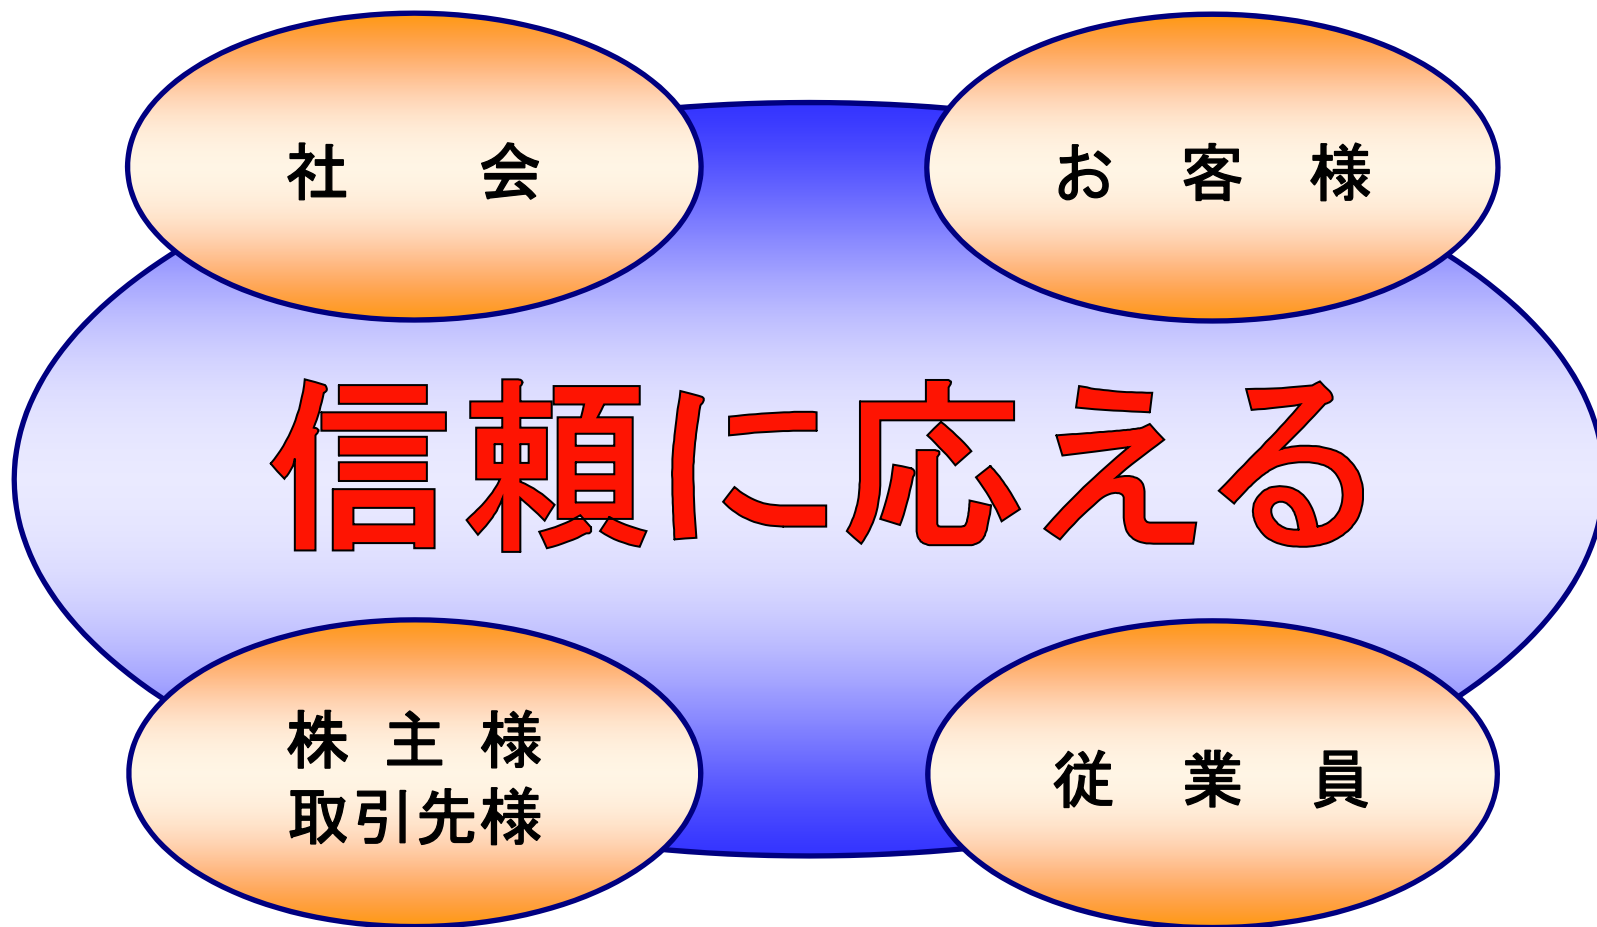 社　　会
お　客　様
信頼に応える
株 主 様
取引先様
従　業　員